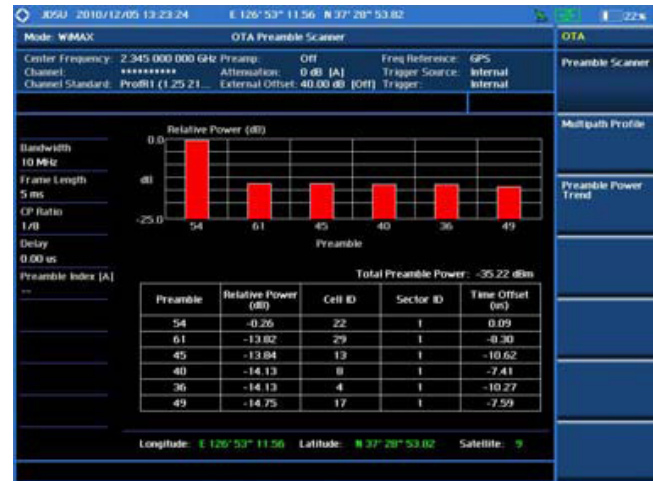 JDSU 2010/12/05 13:23:24 E 126° 53" 11.56 N 37° 28" 53.82 22%
Mode: WiMAX OTA Preamble Scanner OTA
Center Frequency: 2.345 000 000 GHz Preamp: Off Freq Reference: GPS
Channel: ********** Attenuation: 0 dB [A] Trigger Source: Internal
Channel Standard: Profil1 (1.25 21... External Offset: 40.00 dB [Off] Trigger: Internal
Preamble Scanner
Multipath Profile
Preamble Power
Trend
Bandwidth
10 MHz
Frame Length
5 ms
CP Ratio
1/8
Delay
0.00 us
Preamble Index [A]
--
Relative Power (dB)
0.0
dB
-25.0
54 61 45 40 36 49
Preamble
Total Preamble Power: -35.22 dBm
Preamble Relative Power (dB) Cell ID Sector ID Time Offset (us)
54 -0.26 22 1 0.09
61 -13.82 29 1 -0.30
45 -13.84 13 1 -10.62
40 -14.13 8 1 -7.41
36 -14.13 4 1 -10.27
49 -14.75 17 1 -7.59
Longitude: E 126° 53" 11.56 Latitude: N 37° 28" 53.82 Satellite: 9